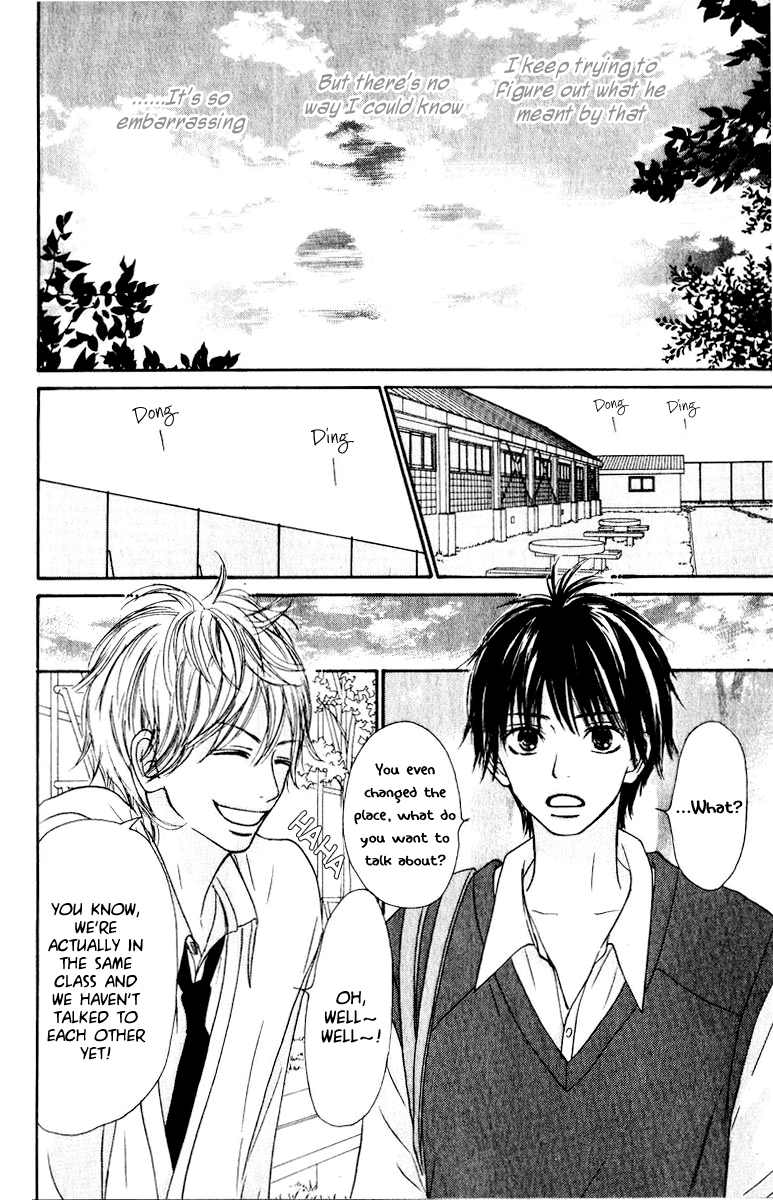 I keep trying to
figure out what he
meant by that
But there's no
way I could know
......It's so
embarrassing
Ding
Dong
Ding
Dong
...What?
You even
changed the
place, what do
you want to
talk about?
HAHA
OH,
WELL~
WELL~!
YOU KNOW,
WE'RE
ACTUALLY IN
THE SAME
CLASS AND
WE HAVEN'T
TALKED TO
EACH OTHER
YET!